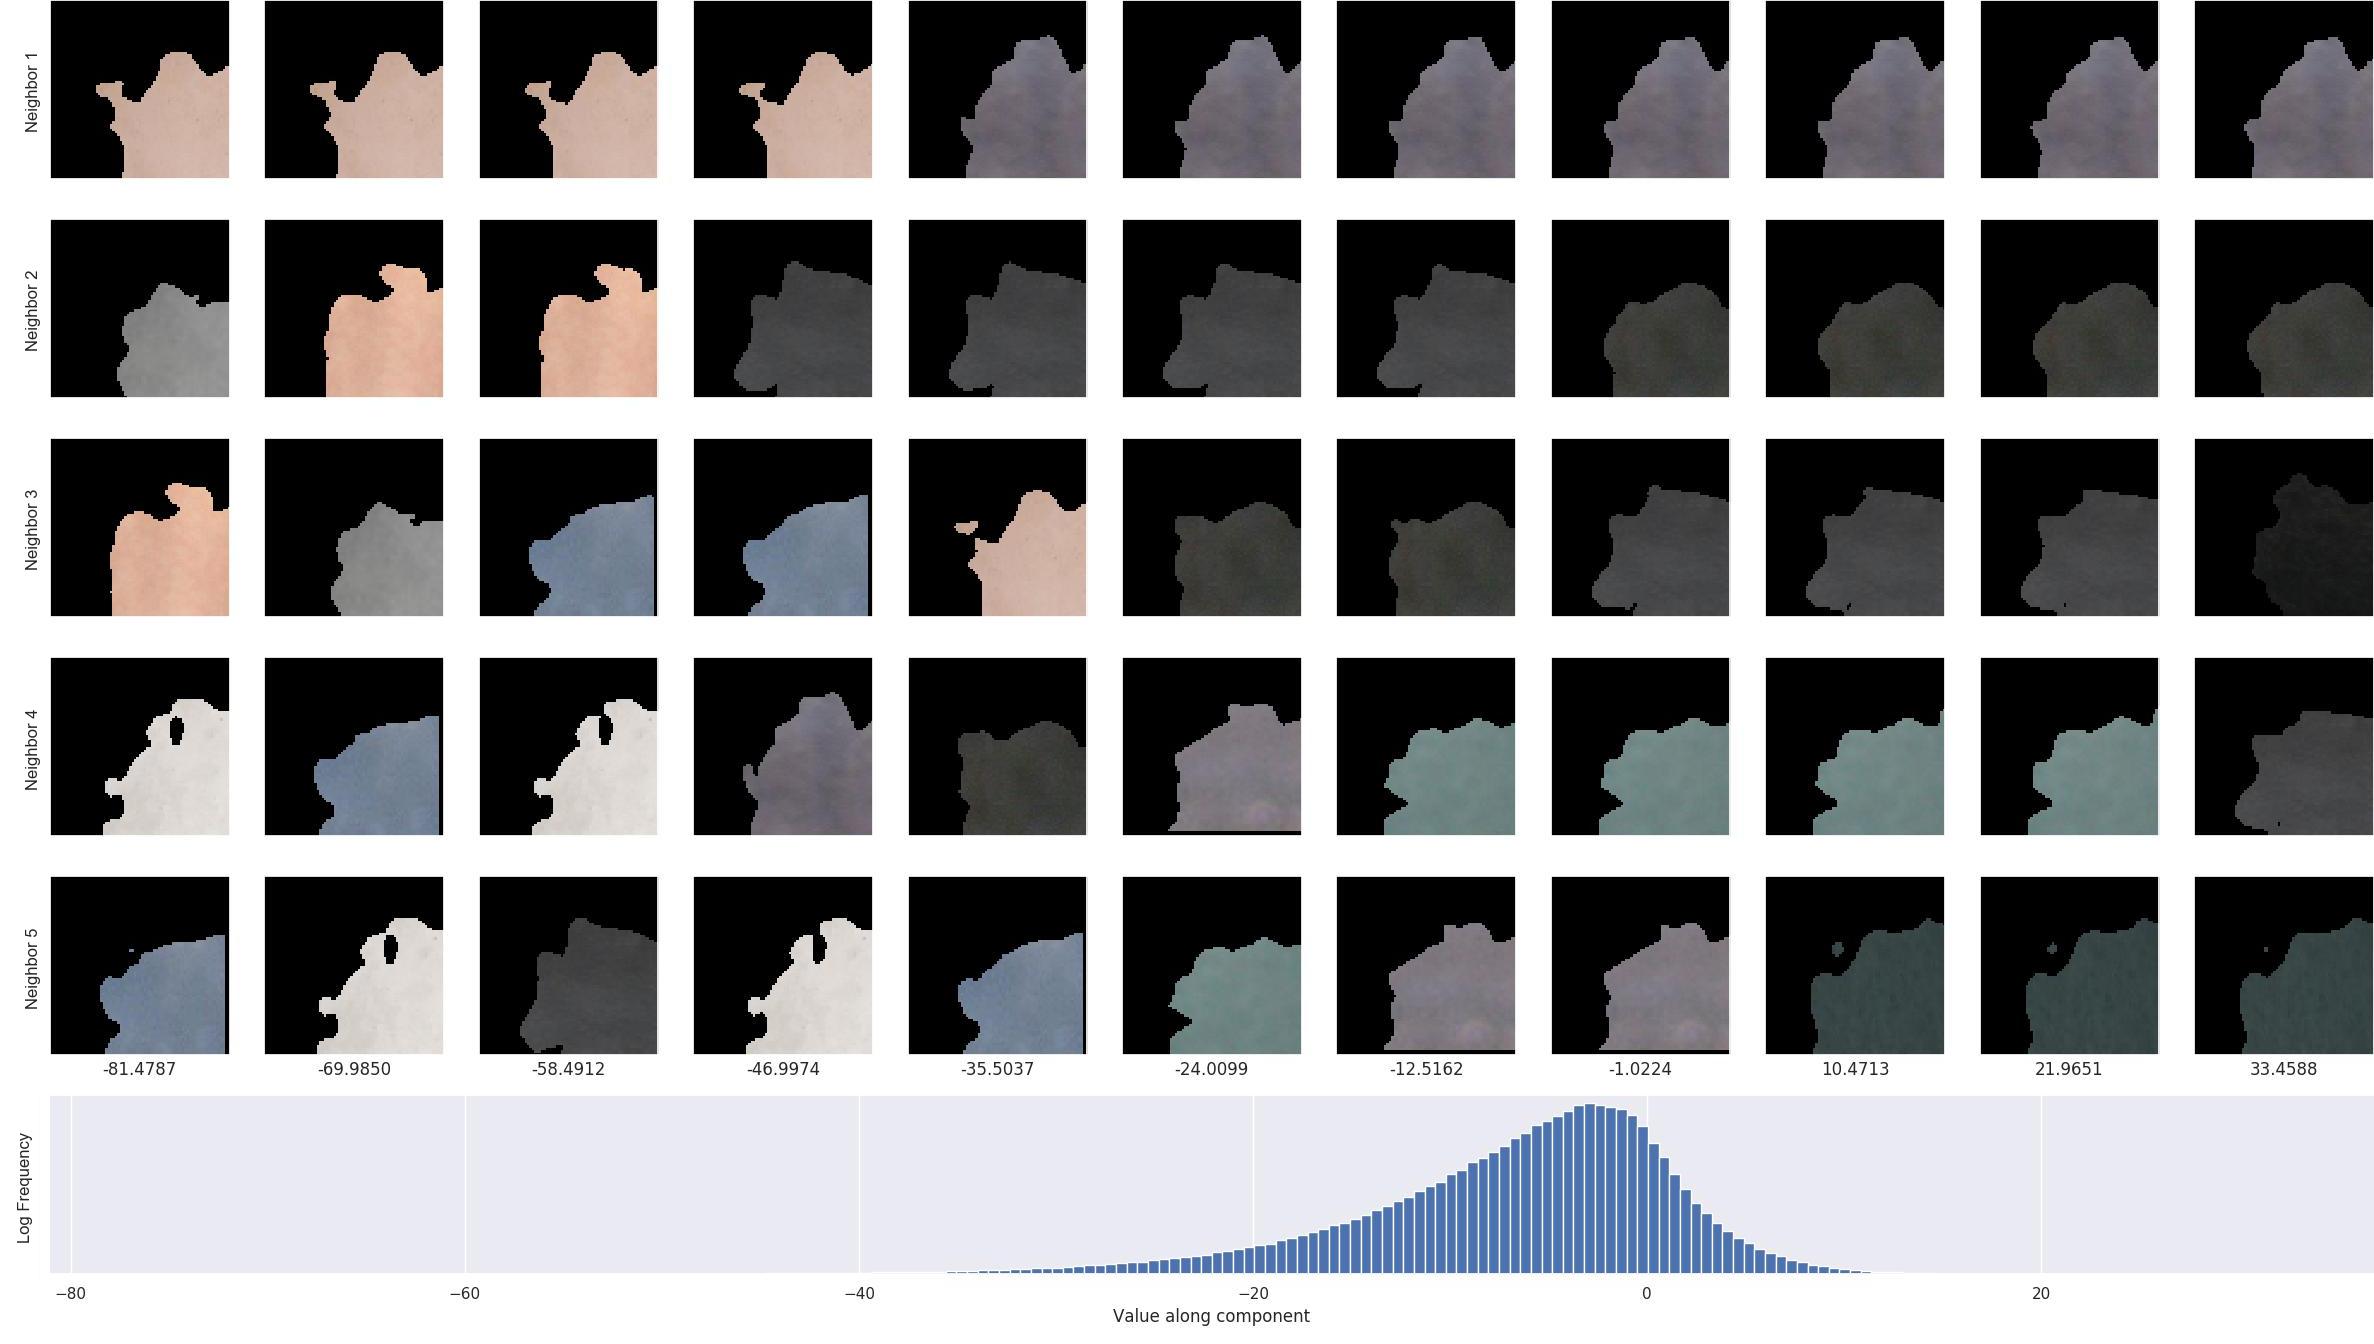 Neighbor 1
Neighbor 2
Neighbor 3
Neighbor 4
Neighbor 5
-81.4787 -69.9850 -58.4912 -46.9974 -35.5037 -24.0099 -12.5162 -1.0224 10.4713 21.9651 33.4588
Log Frequency
−80 −60 −40 −20 0 20
Value along component